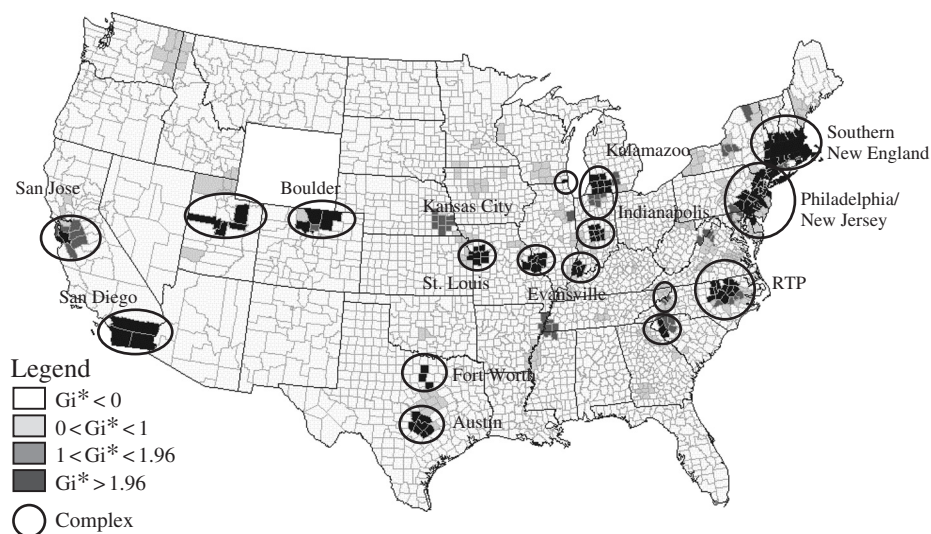 Kalamazoo
Southern
New England
San Jose
Boulder
Kansas City
Indianapolis
Philadelphia/
New Jersey
St. Louis
Evansville
RTP
San Diego
Fort Worth
Austin
Legend
Gi* < 0
0 < Gi* < 1
1 < Gi* < 1.96
Gi* > 1.96
Complex